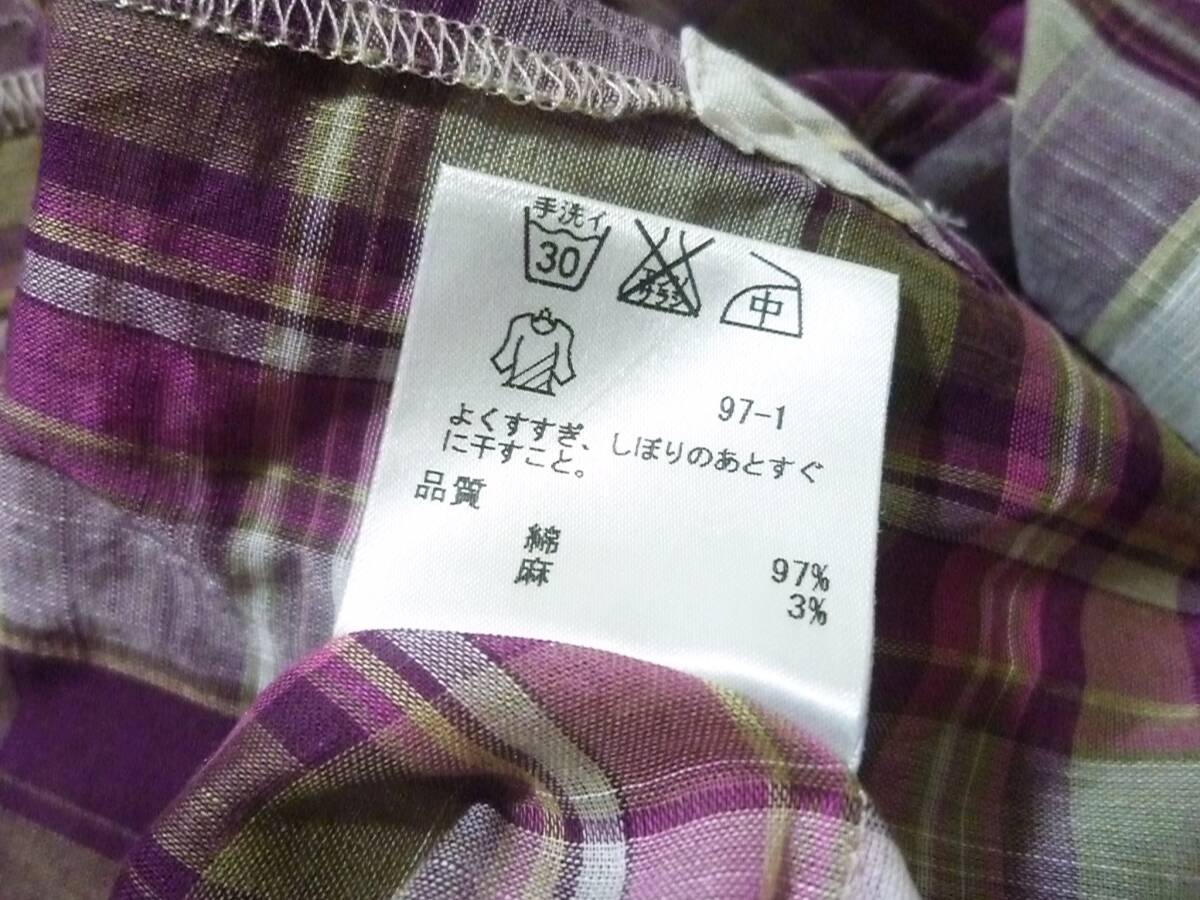 手洗イ
30
中
97-1
よくすすぎ、しぼりのあとすぐ
に干すこと。
品質
綿 97%
麻 3%